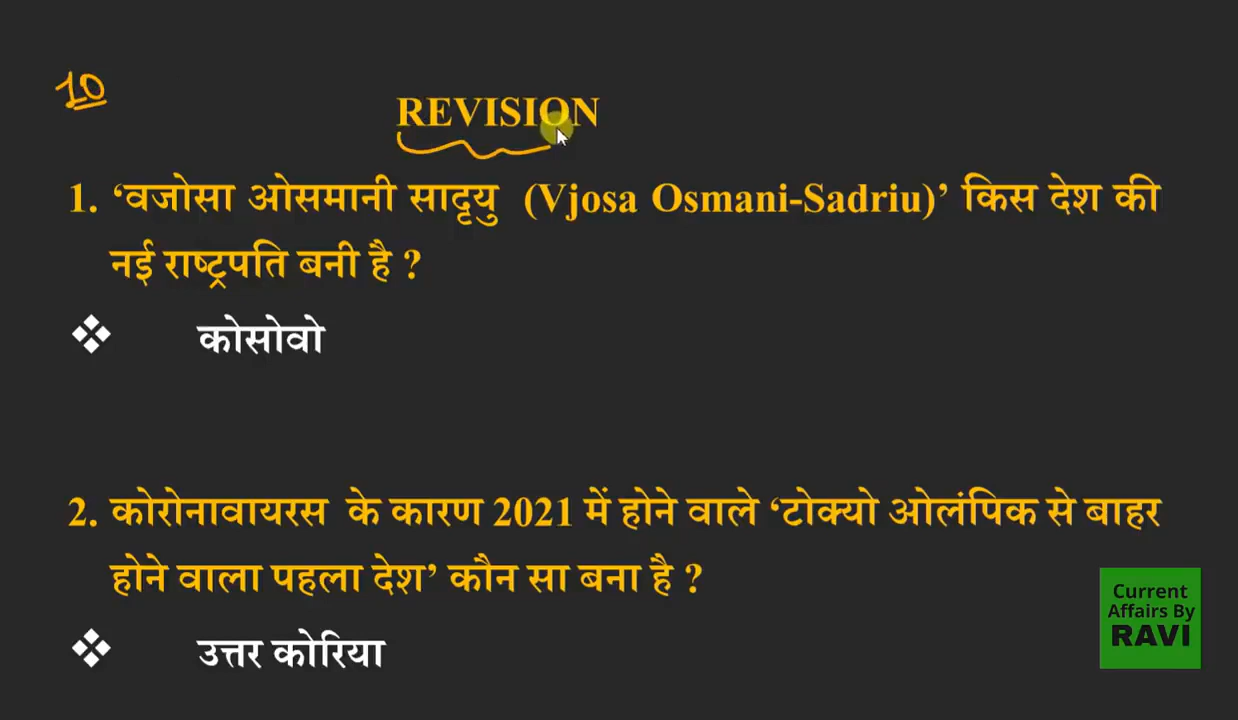 10
REVISION
1. ‘वजोसा ओसमानी सादृयु (Vjosa Osmani-Sadriu)’ किस देश की
नई राष्ट्रपति बनी है ?
❖ कोसोवो
2. कोरोनावायरस के कारण 2021 में होने वाले ‘टोक्यो ओलंपिक से बाहर
होने वाला पहला देश’ कौन सा बना है ?
❖ उत्तर कोरिया
Current
Affairs By
RAVI